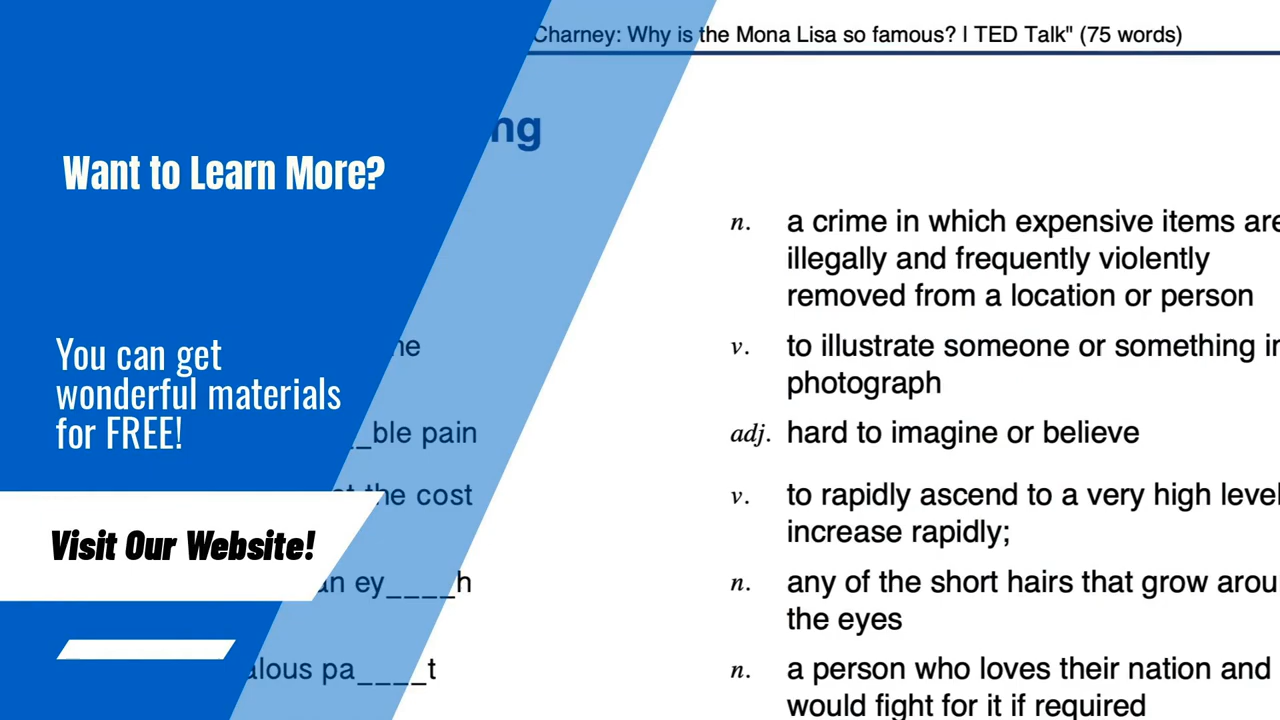 Charney: Why is the Mona Lisa so famous? | TED Talk" (75 words)
Want to Learn More?
You can get
wonderful materials
for FREE!
Visit Our Website!
ng
n. a crime in which expensive items are
illegally and frequently violently
removed from a location or person
he
v. to illustrate someone or something in
photograph
_ble pain
adj. hard to imagine or believe
the cost
v. to rapidly ascend to a very high level
increase rapidly;
an ey____h
n. any of the short hairs that grow arou
the eyes
alous pa____t
n. a person who loves their nation and
would fight for it if required